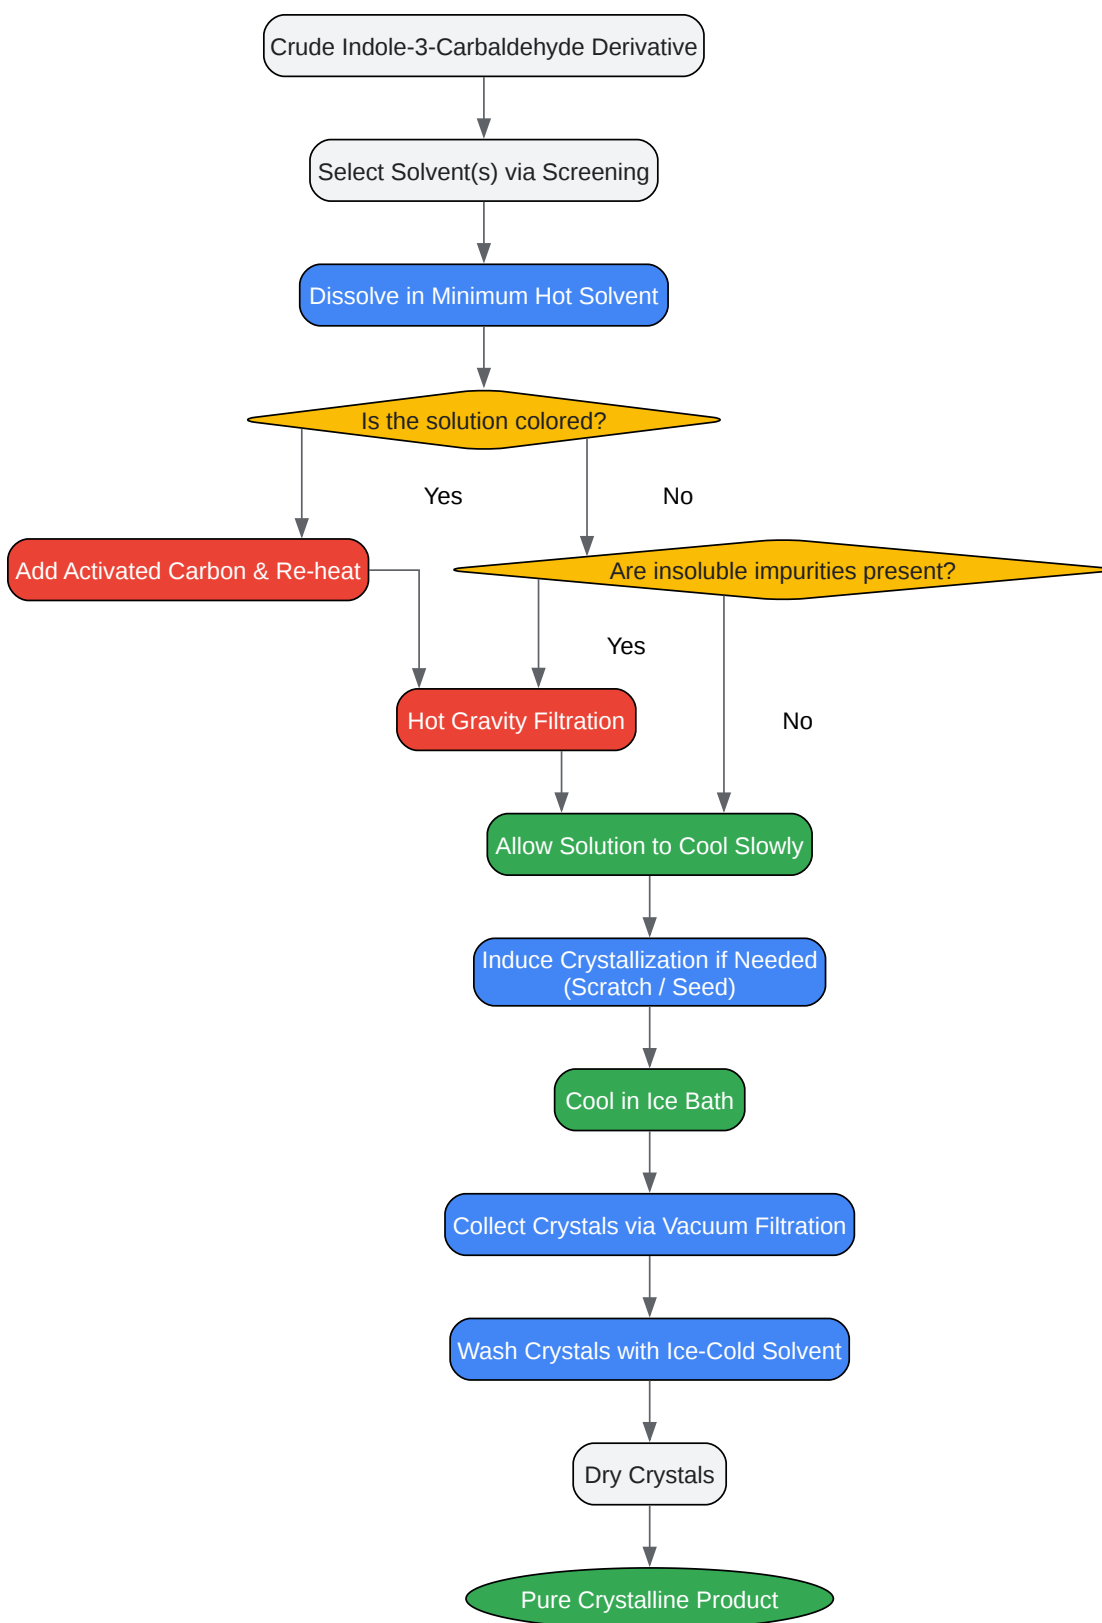 Crude Indole-3-Carbaldehyde Derivative
Select Solvent(s) via Screening
Dissolve in Minimum Hot Solvent
Is the solution colored?
Yes
No
Add Activated Carbon & Re-heat
Are insoluble impurities present?
Yes
Hot Gravity Filtration
No
Allow Solution to Cool Slowly
Induce Crystallization if Needed
(Scratch / Seed)
Cool in Ice Bath
Collect Crystals via Vacuum Filtration
Wash Crystals with Ice-Cold Solvent
Dry Crystals
Pure Crystalline Product